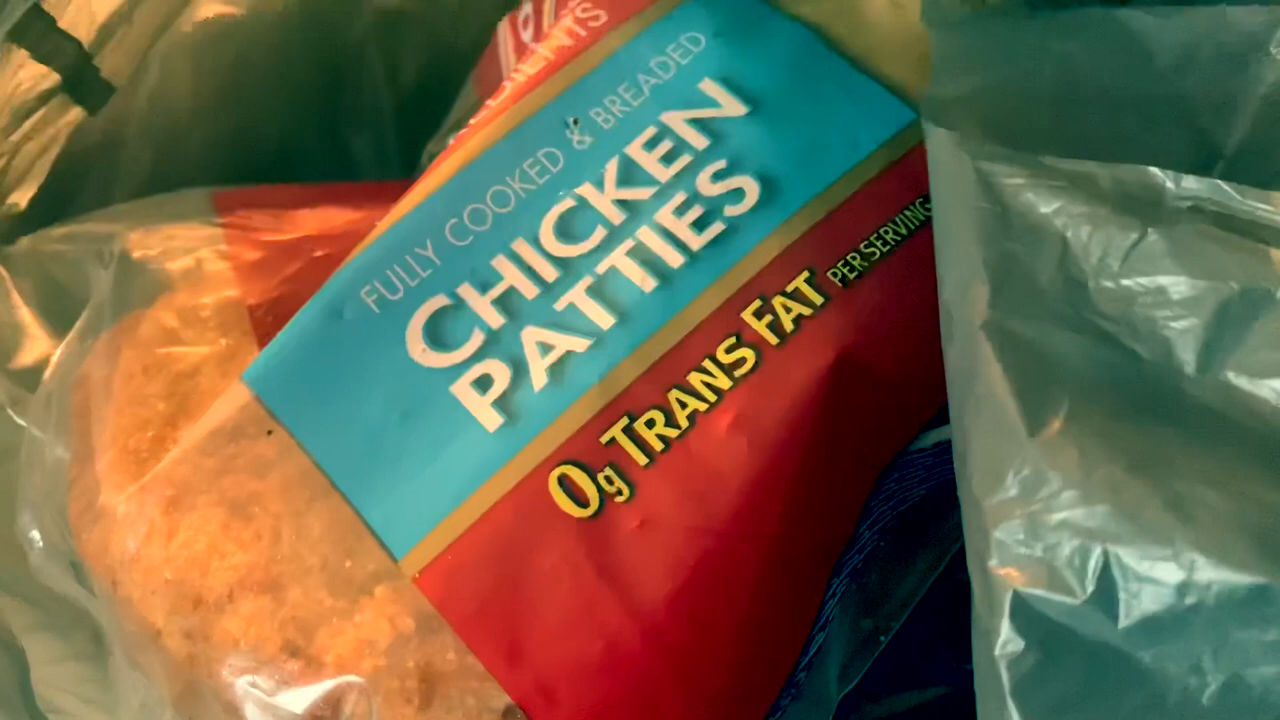 FULLY COOKED & BREADED
CHICKEN
PATTIES
0g TRANS FAT PER SERVING